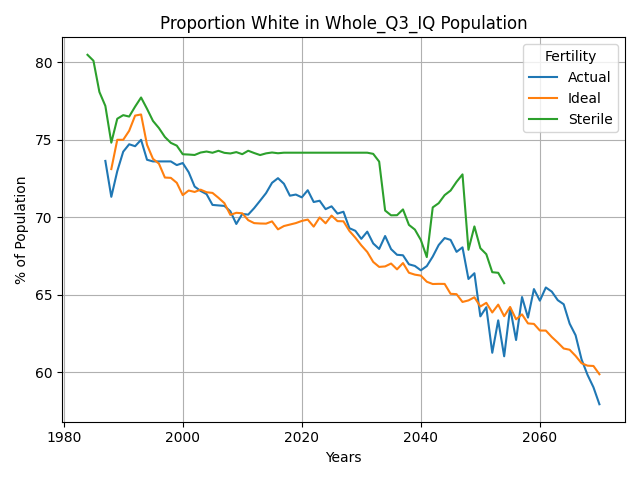 Proportion White in Whole_Q3_IQ Population
Fertility
Actual
Ideal
Sterile
% of Population
80
75
70
65
60
1980
2000
2020
2040
2060
Years